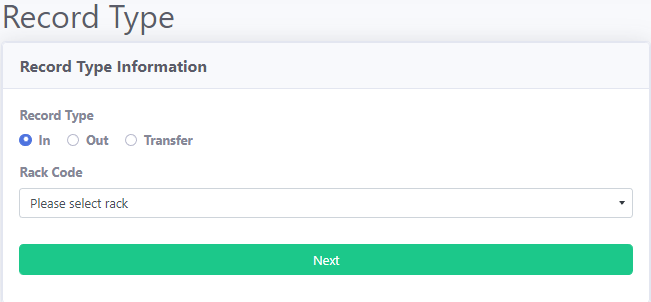 Record Type
Record Type Information
Record Type
In Out Transfer
Rack Code
Please select rack
Next